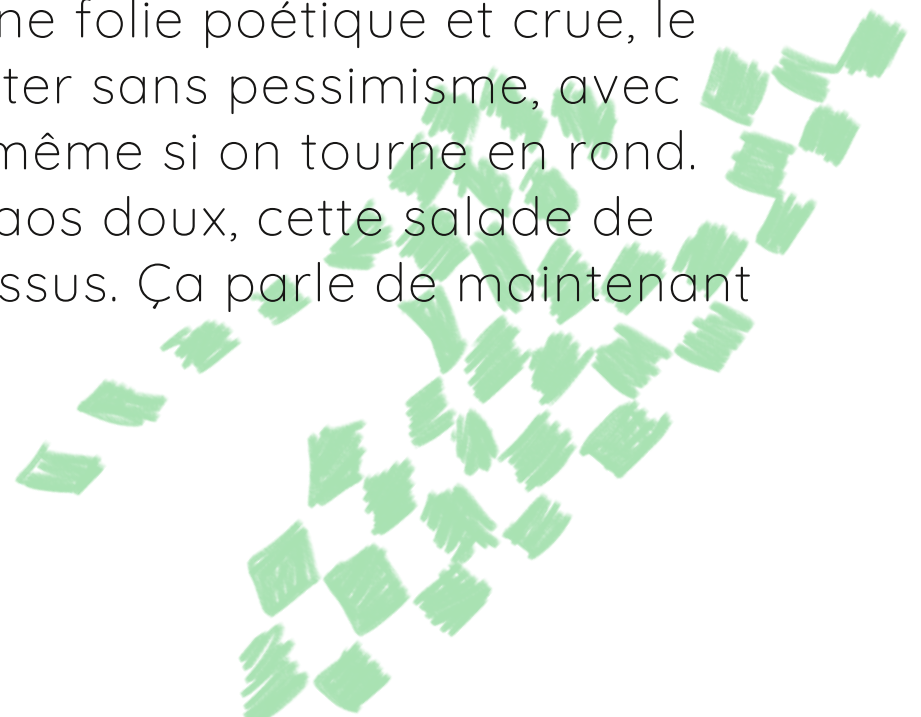 ne folie poétique et crue, le
ter sans pessimisme, avec
même si on tourne en rond.
aos doux, cette salade de
ssus. Ça parle de maintenant